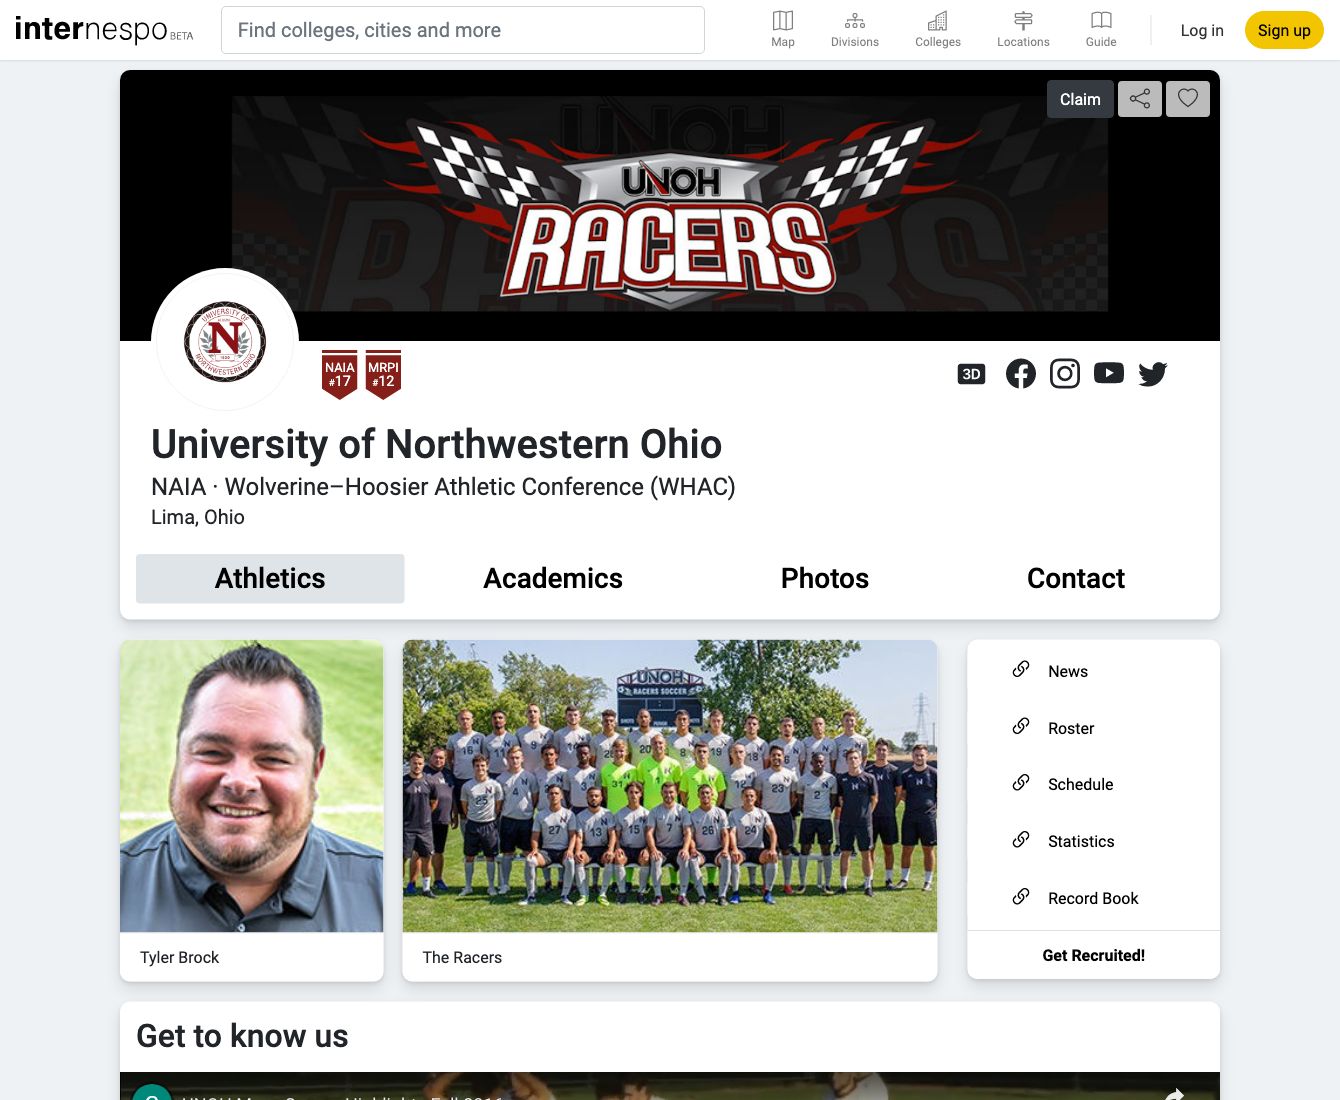 internespo BETA
Find colleges, cities and more
Map
Divisions
Colleges
Locations
Guide
Log in
Sign up
Claim
UNOH
RACERS
UNIVERSITY OF
N
NORTHWESTERN OHIO
NAIA
#17
MRPI
#12
3D
University of Northwestern Ohio
NAIA · Wolverine–Hoosier Athletic Conference (WHAC)
Lima, Ohio
Athletics
Academics
Photos
Contact
UNOH
RACERS SOCCER
Tyler Brock
The Racers
News
Roster
Schedule
Statistics
Record Book
Get Recruited!
Get to know us